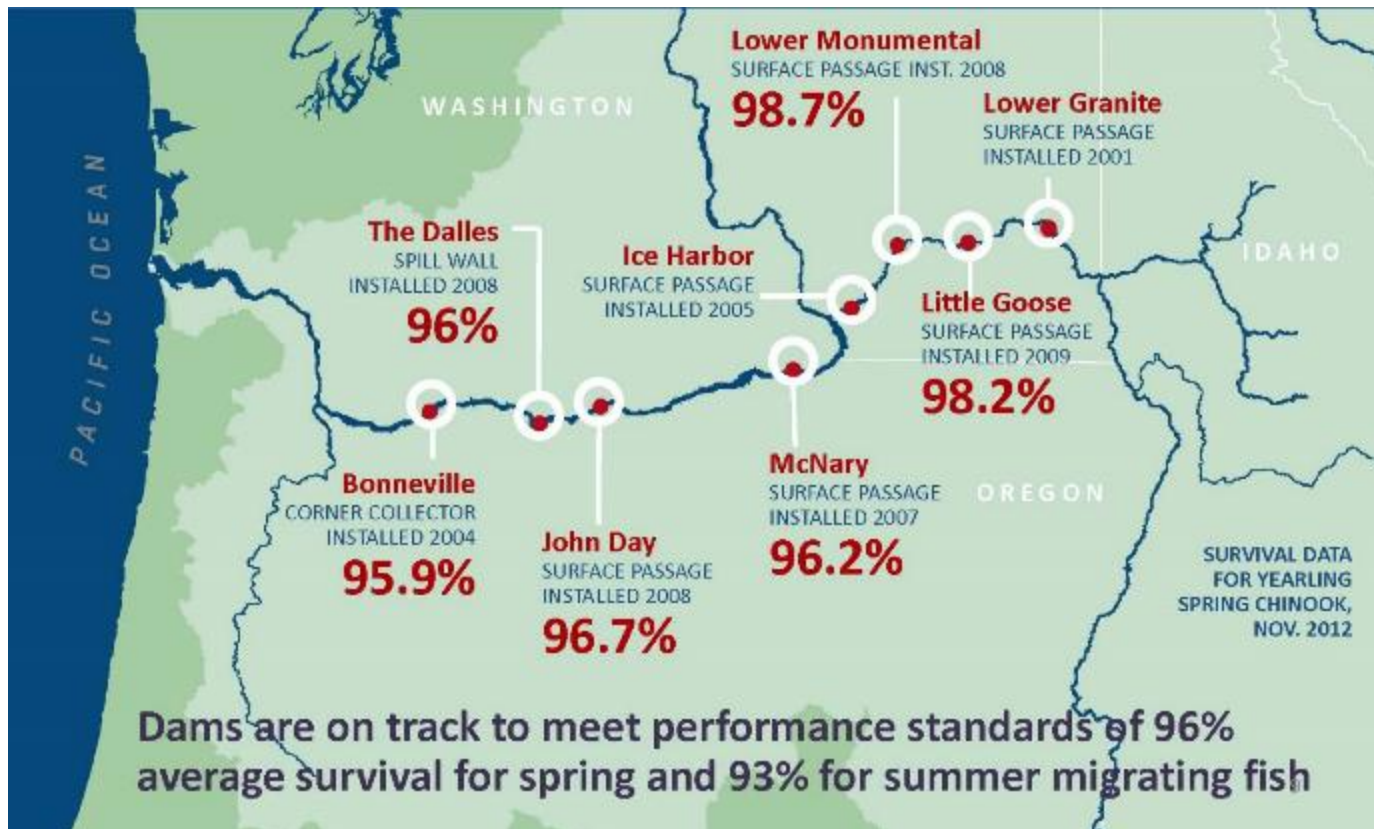 Lower Monumental
SURFACE PASSAGE INST. 2008
98.7%
Lower Granite
SURFACE PASSAGE
INSTALLED 2001
WASHINGTON
PACIFIC OCEAN
The Dalles
SPILL WALL
INSTALLED 2008
96%
Ice Harbor
SURFACE PASSAGE
INSTALLED 2005
IDAHO
Little Goose
SURFACE PASSAGE
INSTALLED 2009
98.2%
Bonneville
CORNER COLLECTOR
INSTALLED 2004
95.9%
John Day
SURFACE PASSAGE
INSTALLED 2008
96.7%
McNary
SURFACE PASSAGE
INSTALLED 2007
96.2%
OREGON
SURVIVAL DATA
FOR YEARLING
SPRING CHINOOK,
NOV. 2012
Dams are on track to meet performance standards of 96%
average survival for spring and 93% for summer migrating fish